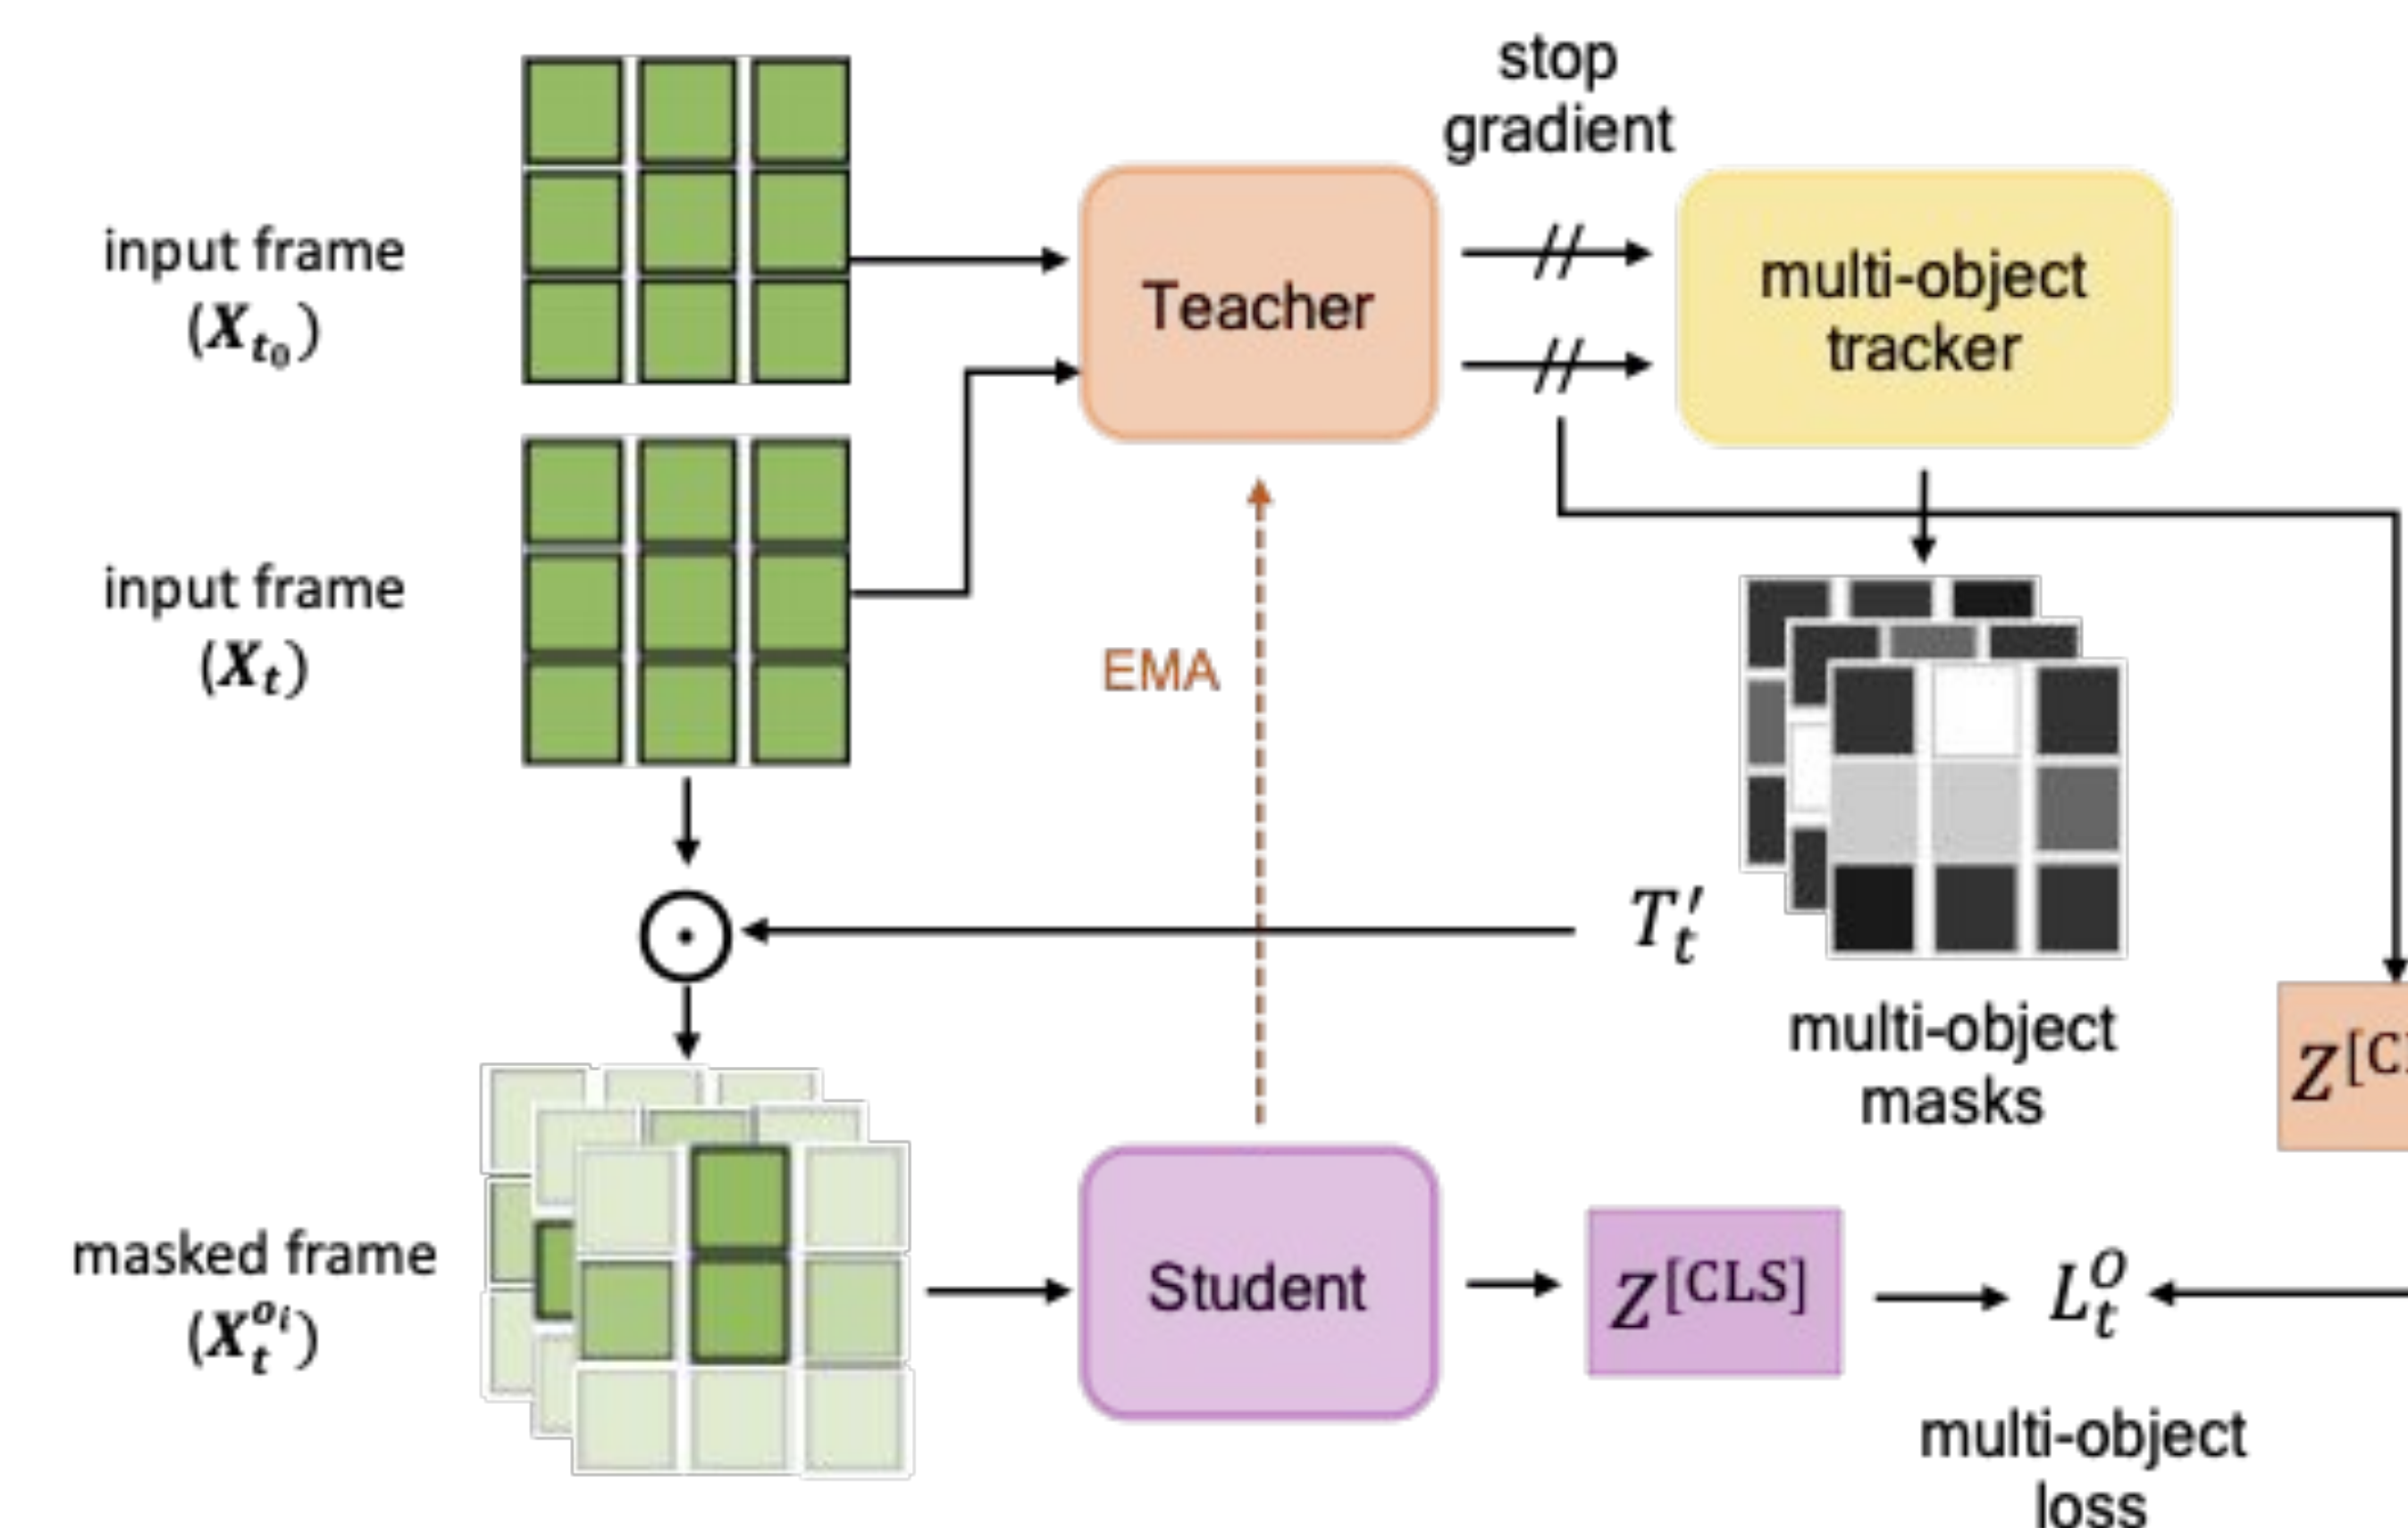 stop
gradient
input frame
(X_{t_0})
Teacher
multi-object
tracker
input frame
(X_t)
EMA
T'_t
multi-object
masks
Z^{[C
masked frame
(X_t^{o_i})
Student
Z^{[CLS]}
L_t^O
multi-object
loss